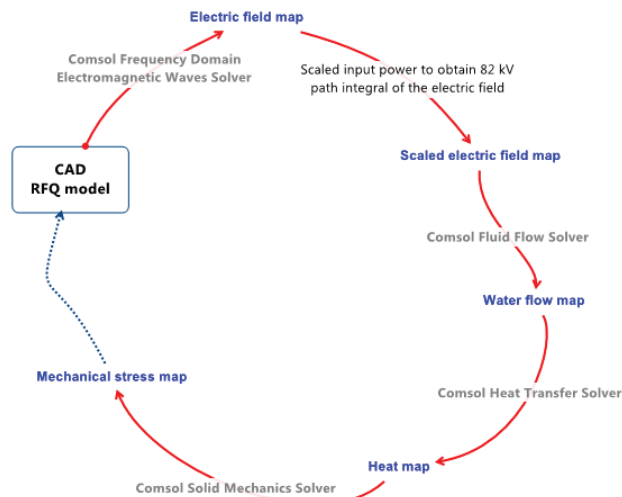 Electric field map
Comsol Frequency Domain
Electromagnetic Waves Solver
Scaled input power to obtain 82 kV
path integral of the electric field
CAD
RFQ model
Scaled electric field map
Comsol Fluid Flow Solver
Water flow map
Mechanical stress map
Comsol Heat Transfer Solver
Heat map
Comsol Solid Mechanics Solver